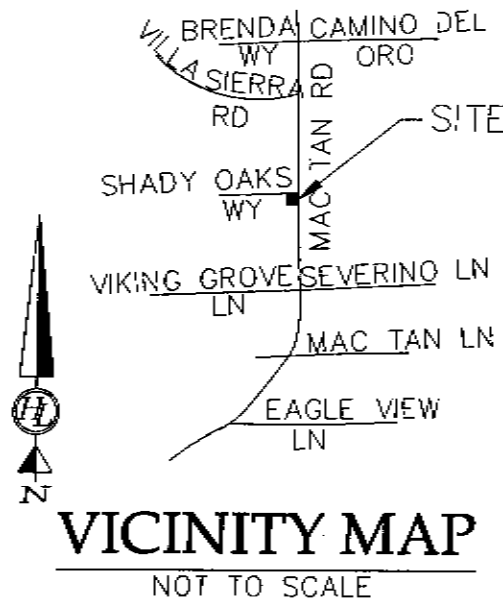 BRENDA WY
CAMINO DEL ORO
VILLA SIERRA RD
MAC TAN RD
SITE
SHADY OAKS WY
VIKING GROVE LN
SEVERINO LN
MAC TAN LN
EAGLE VIEW LN
HL
N
VICINITY MAP
NOT TO SCALE